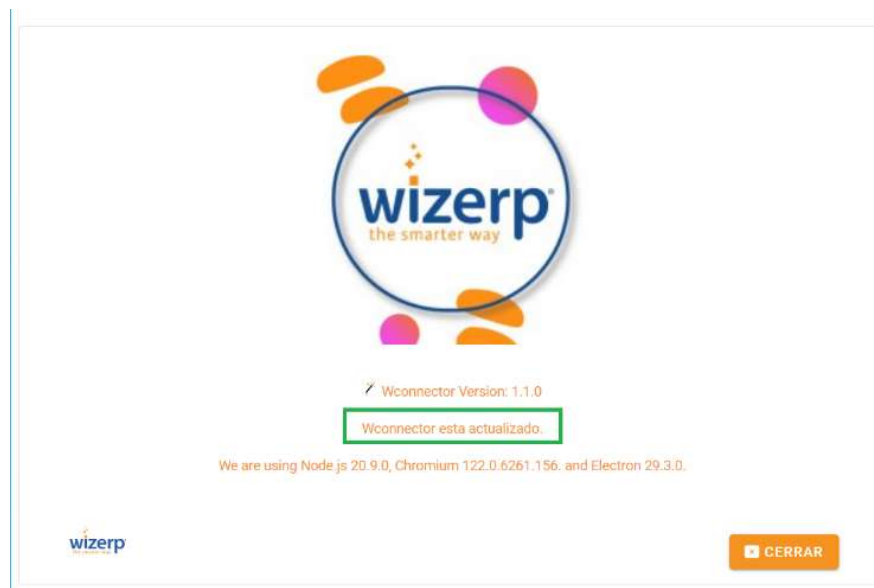 wizerp
the smarter way
Wconnector Version: 1.1.0
Wconnector esta actualizado.
We are using Node.js 20.9.0, Chromium 122.0.6261.156. and Electron 29.3.0.
wizerp
CERRAR